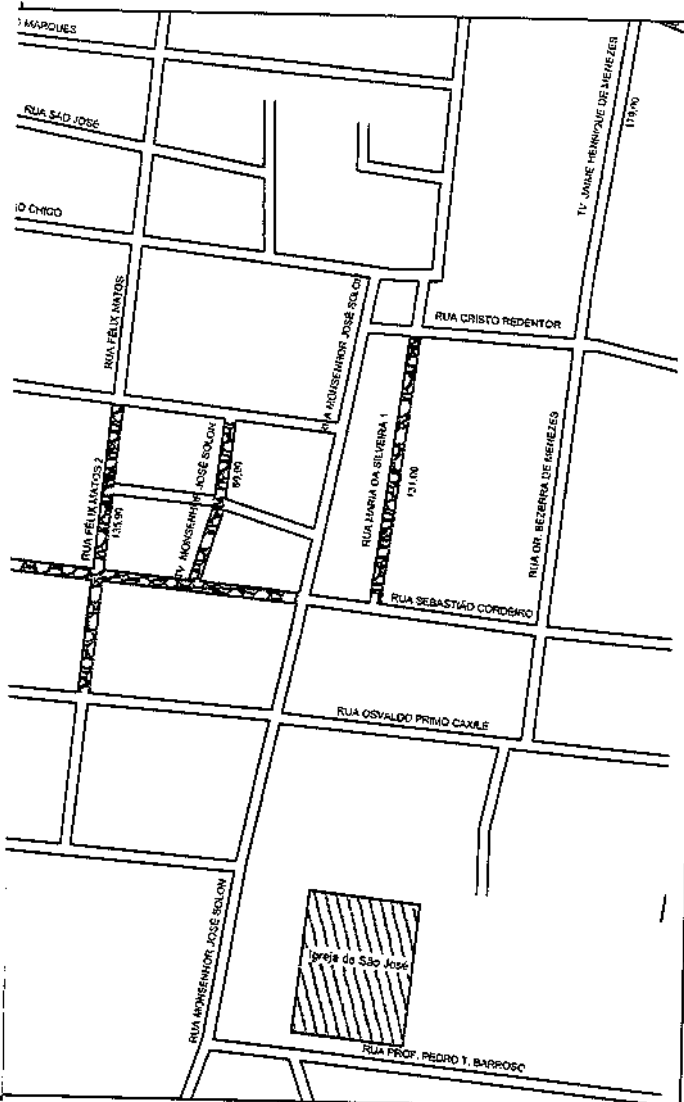 MARQUES
RUA SÃO JOSÉ
CHICO
TV. JAIME HENRIQUE DE MENEZES
179,00
RUA FÉLIX MATOS
RUA MONSENHOR JOSÉ SOLON
RUA CRISTO REDENTOR
RUA FÉLIX MATOS 2
135,90
TV. MONSENHOR JOSÉ SOLON
RUA MARIA DA SILVEIRA 1
131,00
RUA DR. BEZERRA DE MENEZES
RUA SEBASTIÃO CORDEIRO
RUA OSVALDO PRIMO CAXILE
RUA MONSENHOR JOSÉ SOLON
Igreja de São José
RUA PROF. PEDRO T. BARROSO